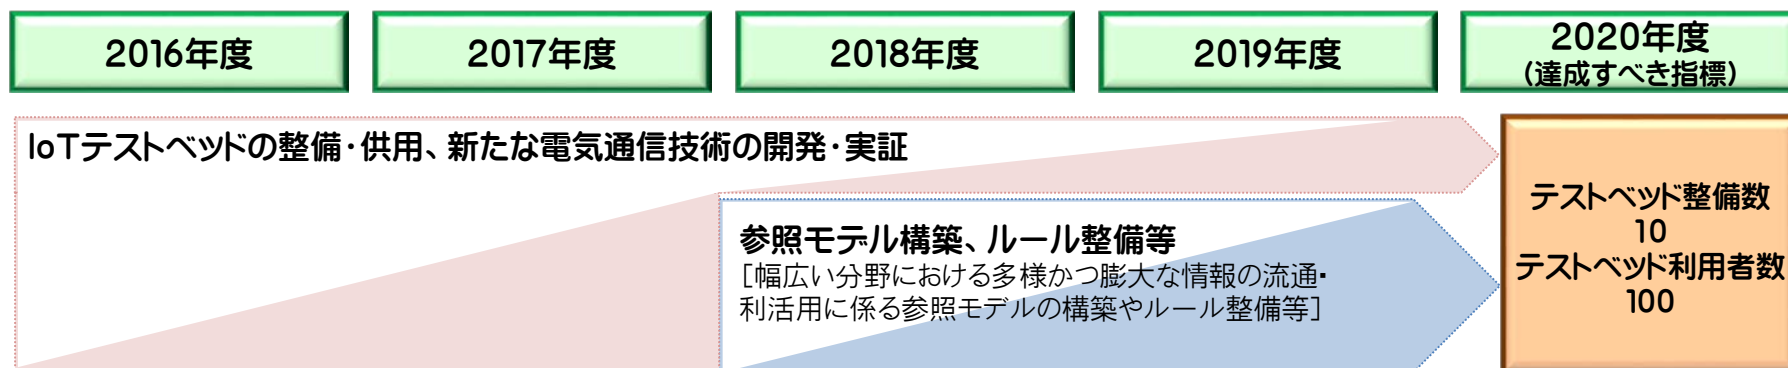 2016年度
2017年度
2018年度
2019年度
2020年度
(達成すべき指標)
IoTテストベッドの整備・供用、新たな電気通信技術の開発・実証
参照モデル構築、ルール整備等
[幅広い分野における多様かつ膨大な情報の流通・
利活用に係る参照モデルの構築やルール整備等]
テストベッド整備数
10
テストベッド利用者数
100